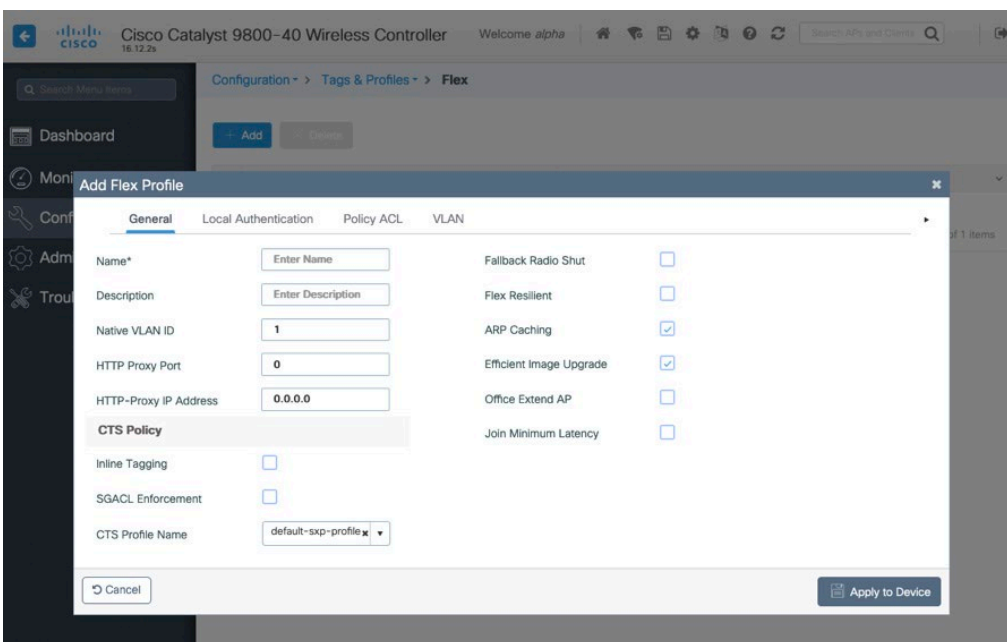 CISCO
Cisco Catalyst 9800-40 Wireless Controller
16.12.2s
Welcome alpha
Search APs and Clients
Search Menu Items
Configuration > Tags & Profiles > Flex
Dashboard
+ Add
× Delete
Moni
Add Flex Profile
Conf
General Local Authentication Policy ACL VLAN
of 1 items
Admi
Troul
Name*
Enter Name
Fallback Radio Shut
Description
Enter Description
Flex Resilient
Native VLAN ID
1
ARP Caching
HTTP Proxy Port
0
Efficient Image Upgrade
HTTP-Proxy IP Address
0.0.0.0
Office Extend AP
CTS Policy
Join Minimum Latency
Inline Tagging
SGACL Enforcement
CTS Profile Name
default-sxp-profile
Cancel
Apply to Device